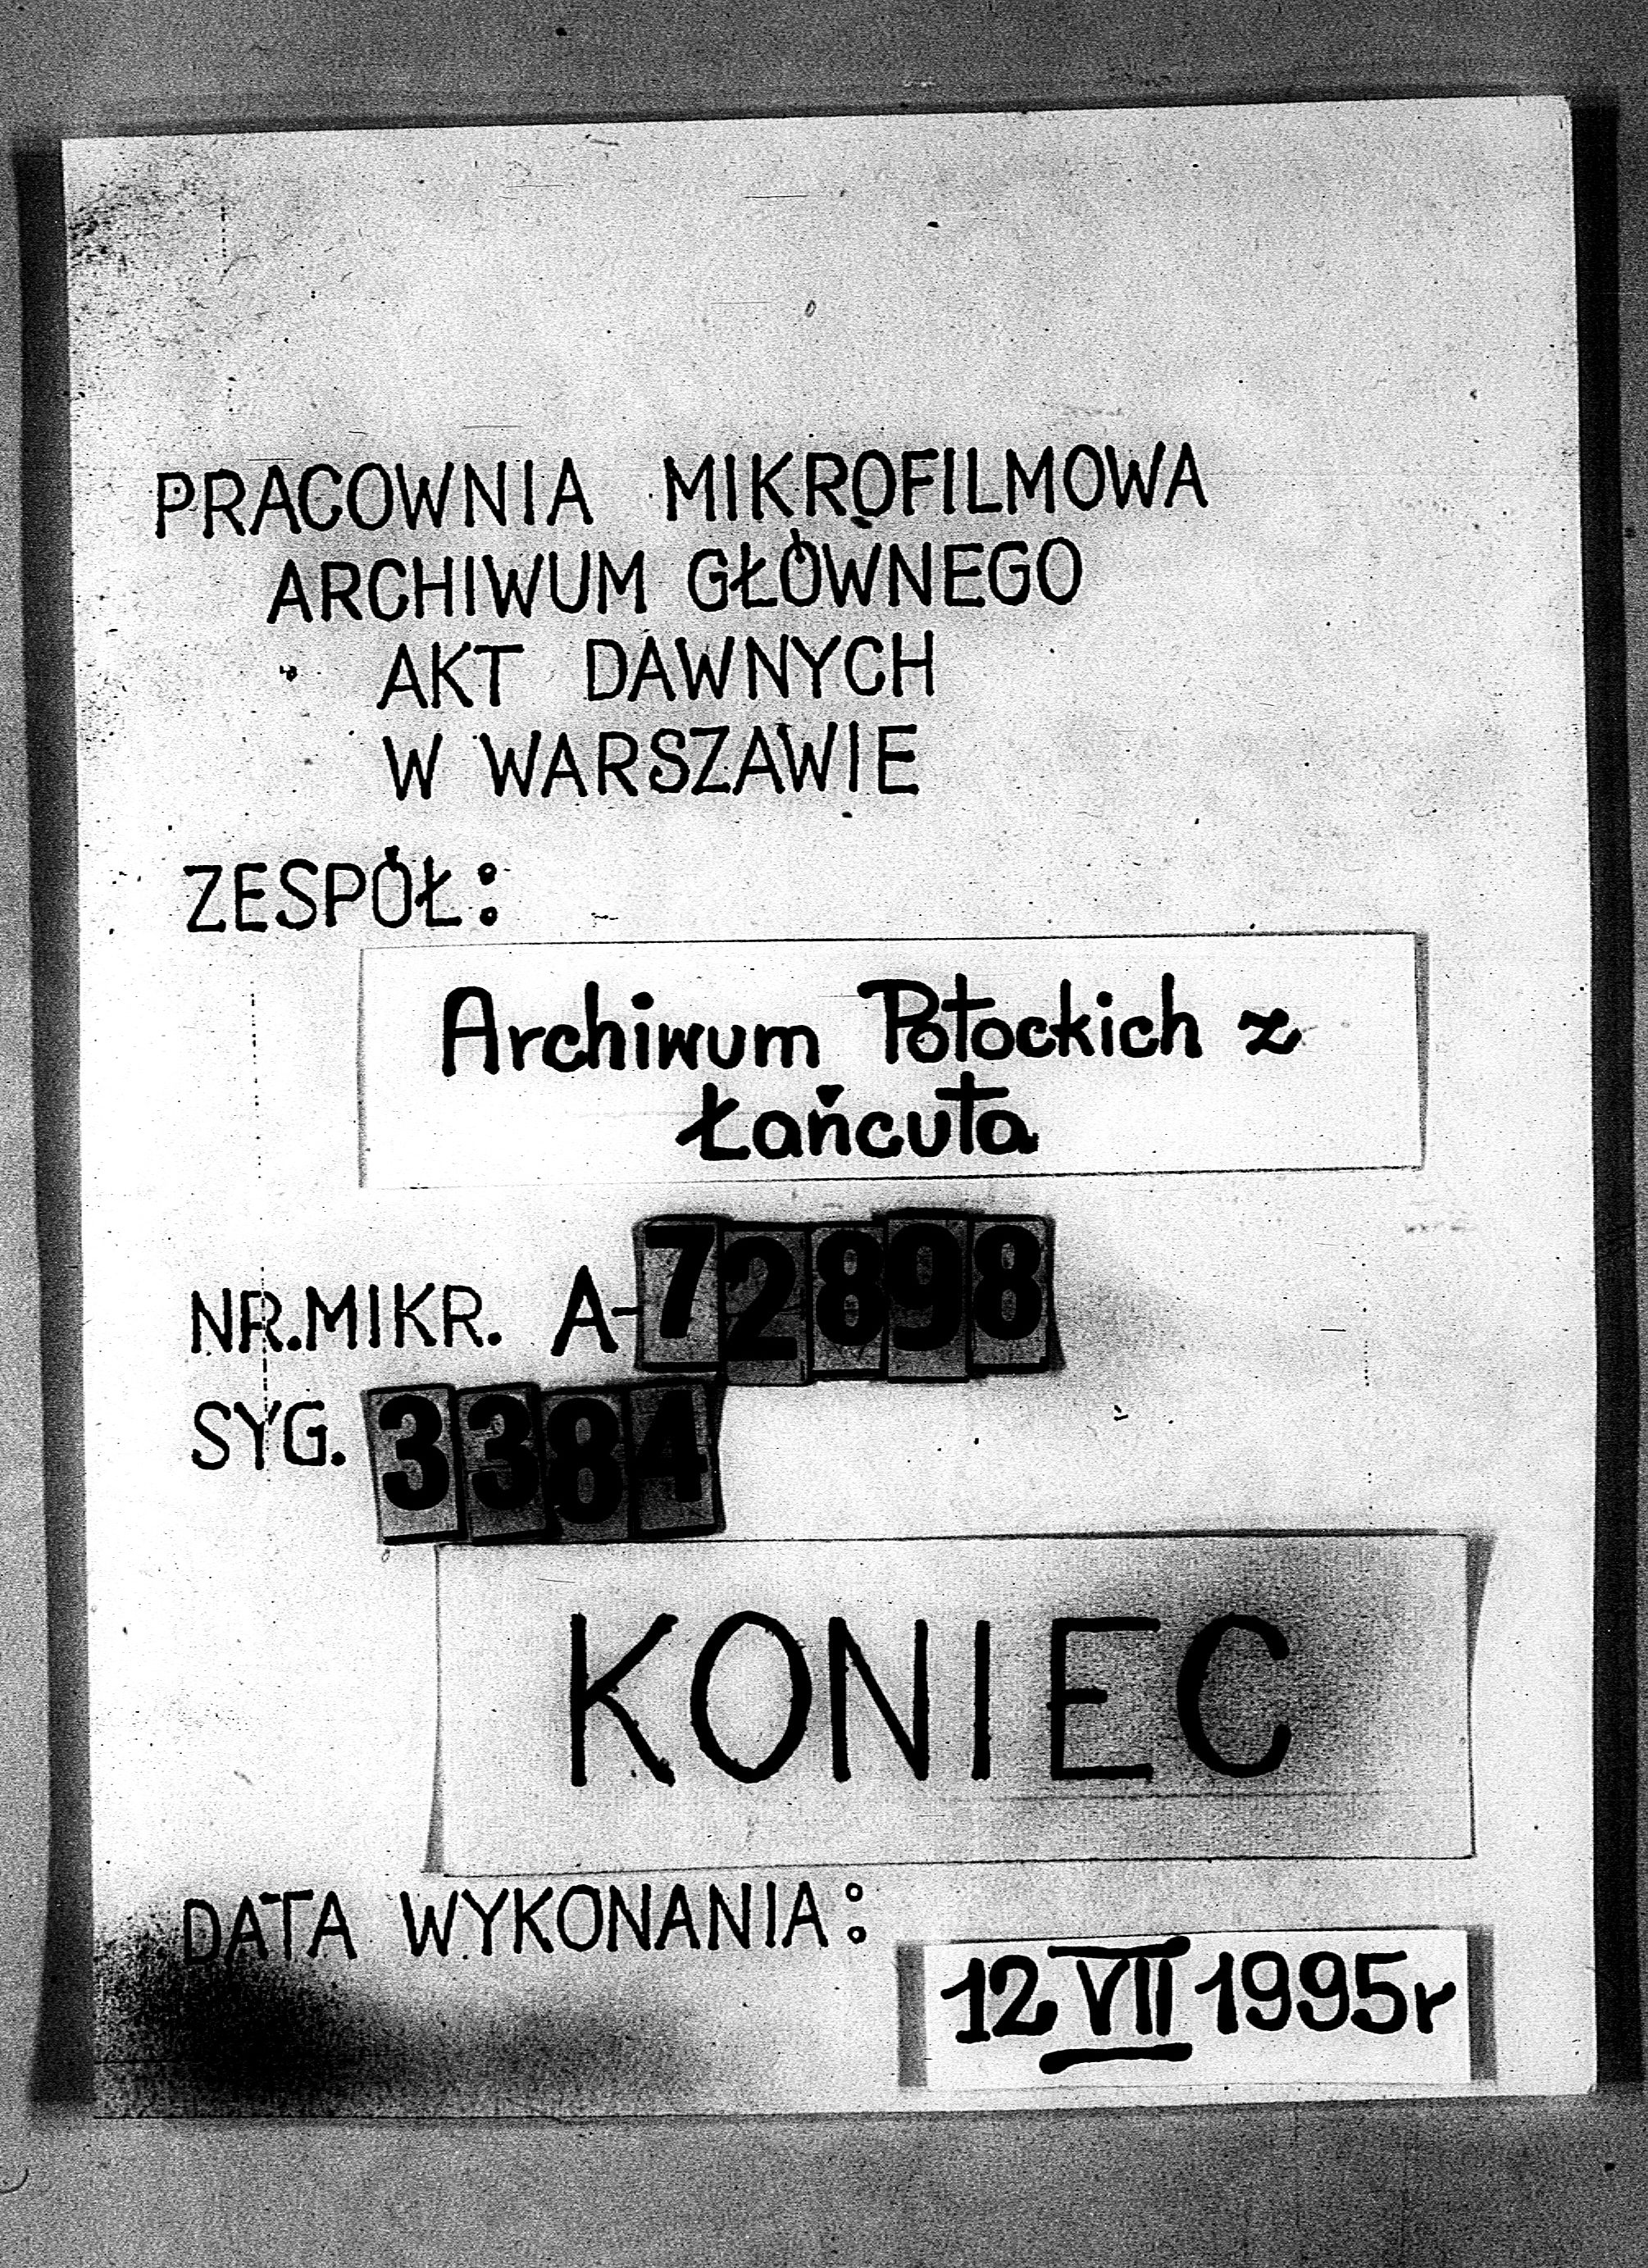 PRACOWNIA MIKROFILMOWA
ARCHIWUM GŁÓWNEGO
AKT DAWNYCH
W WARSZAWIE
ZESPÓŁ:
Archiwum Potockich z
Łańcuta
NR.MIKR. A-72898
SYG. 3384
KONIEC
DATA WYKONANIA:
12 VII 1995r